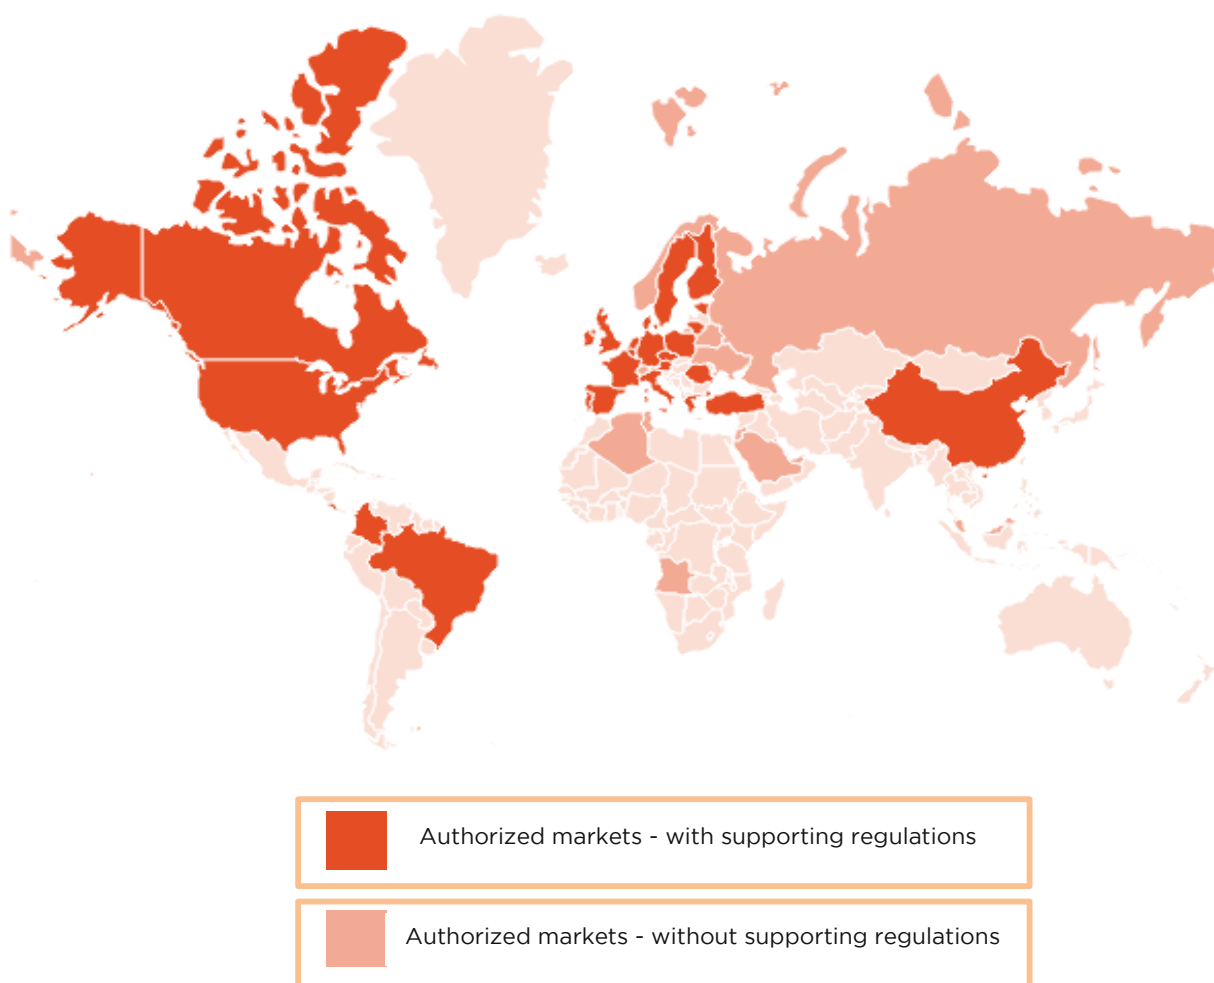 Authorized markets - with supporting regulations
Authorized markets - without supporting regulations